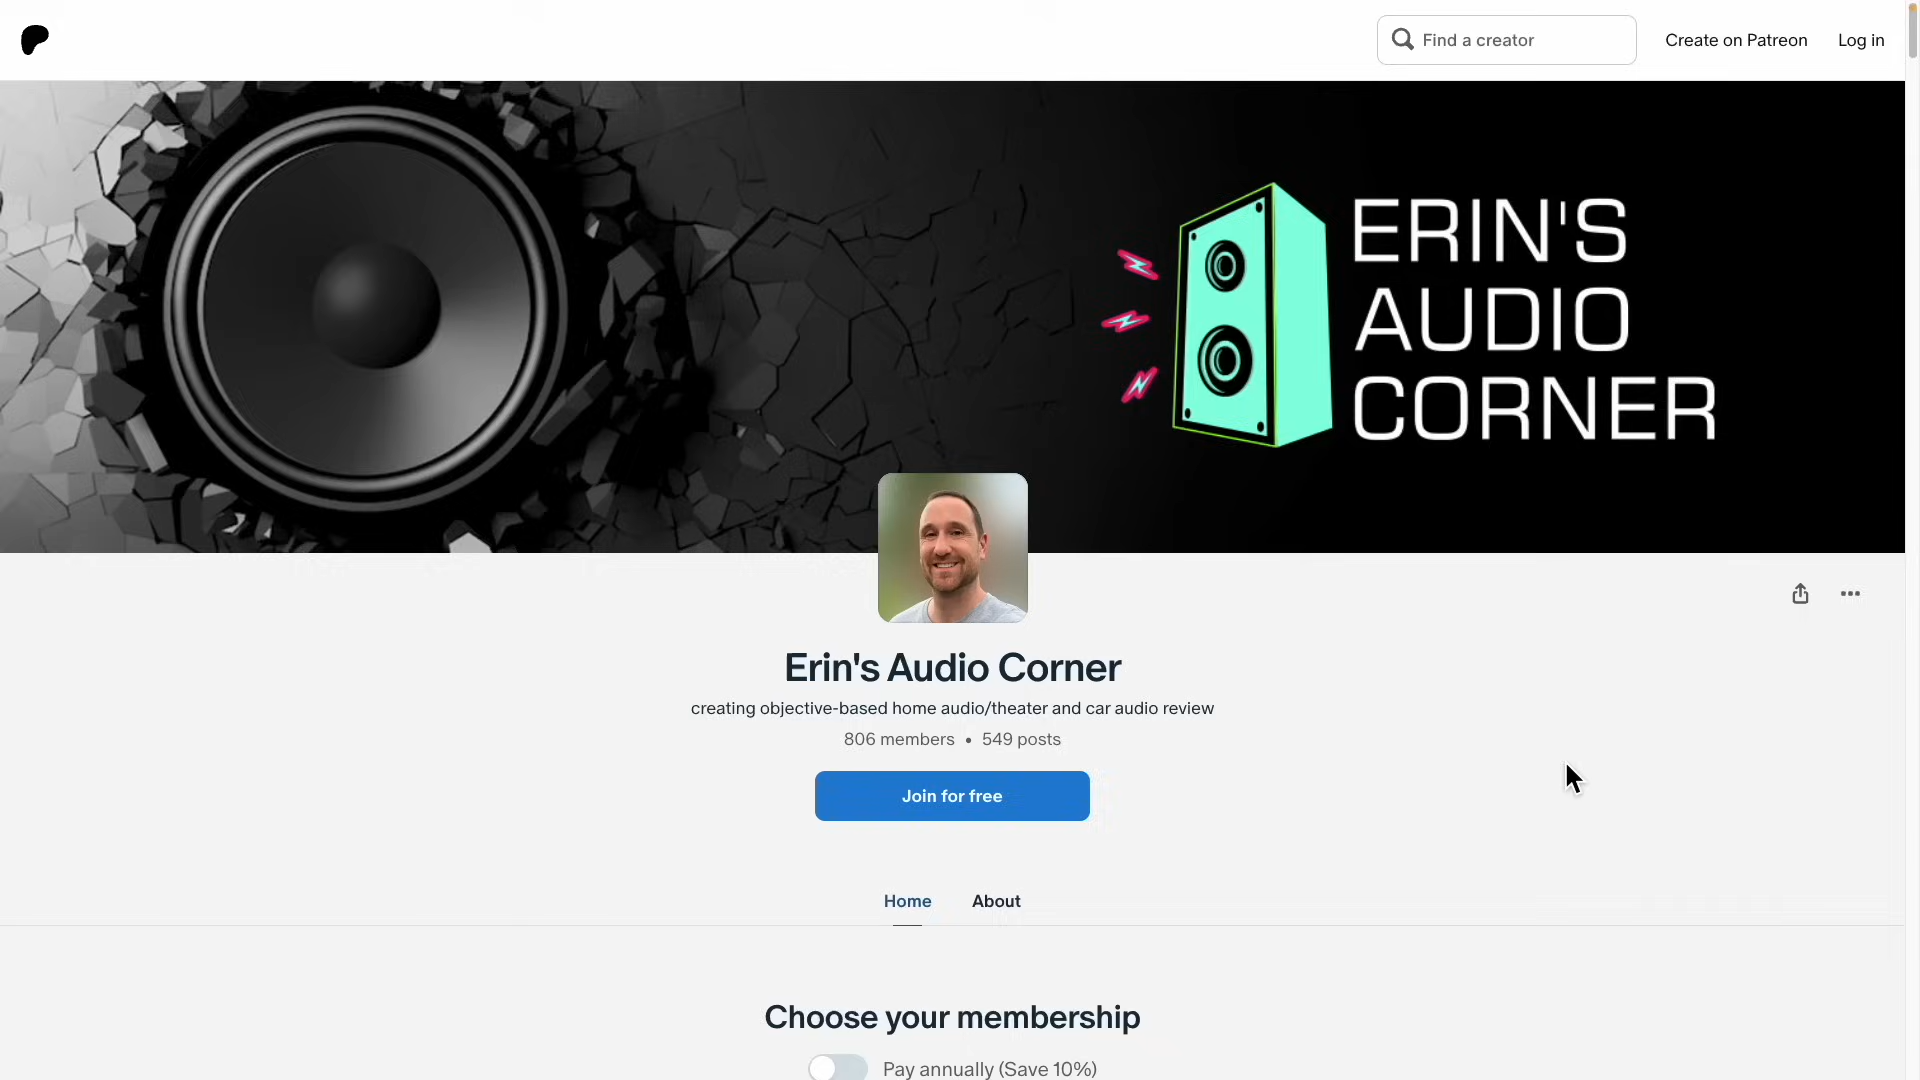 Find a creator
Create on Patreon
Log in
ERIN'S
AUDIO
CORNER
Erin's Audio Corner
creating objective-based home audio/theater and car audio review
806 members • 549 posts
Join for free
Home
About
Choose your membership
Pay annually (Save 10%)